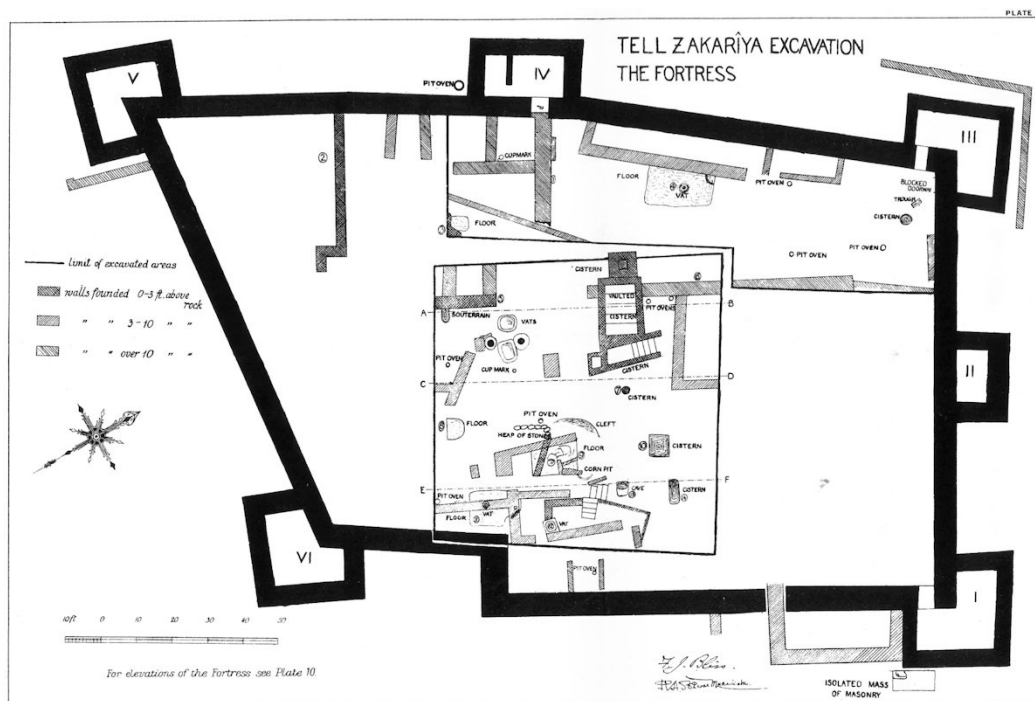 PLATE
TELL ZAKARÎYA EXCAVATION
THE FORTRESS
V
PIT OVEN
IV
III
CUPMARK
FLOOR
VAT
PIT OVEN
BLOCKED
DOORWAY
TROUGH
CISTERN
FLOOR
PIT OVEN
PIT OVEN
limit of excavated areas
walls founded 0-3 ft. above rock
" " 3-10 " "
" " over 10 " "
CISTERN
VAULTED
CISTERN
PIT OVENS
A
B
SOUTERRAIN
VATS
PIT OVEN
CUP MARK
CISTERN
C
D
CISTERN
II
PIT OVEN
CLEFT
FLOOR
HEAP OF STONES
FLOOR
CISTERN
CORN PIT
E
F
PIT OVEN
CAVE
CISTERN
VAT
FLOOR
VAT
VI
PIT OVEN
I
10ft 0 10 20 30 40 50
For elevations of the Fortress see Plate 10.
F. J. Bliss.
ISOLATED MASS
OF MASONRY